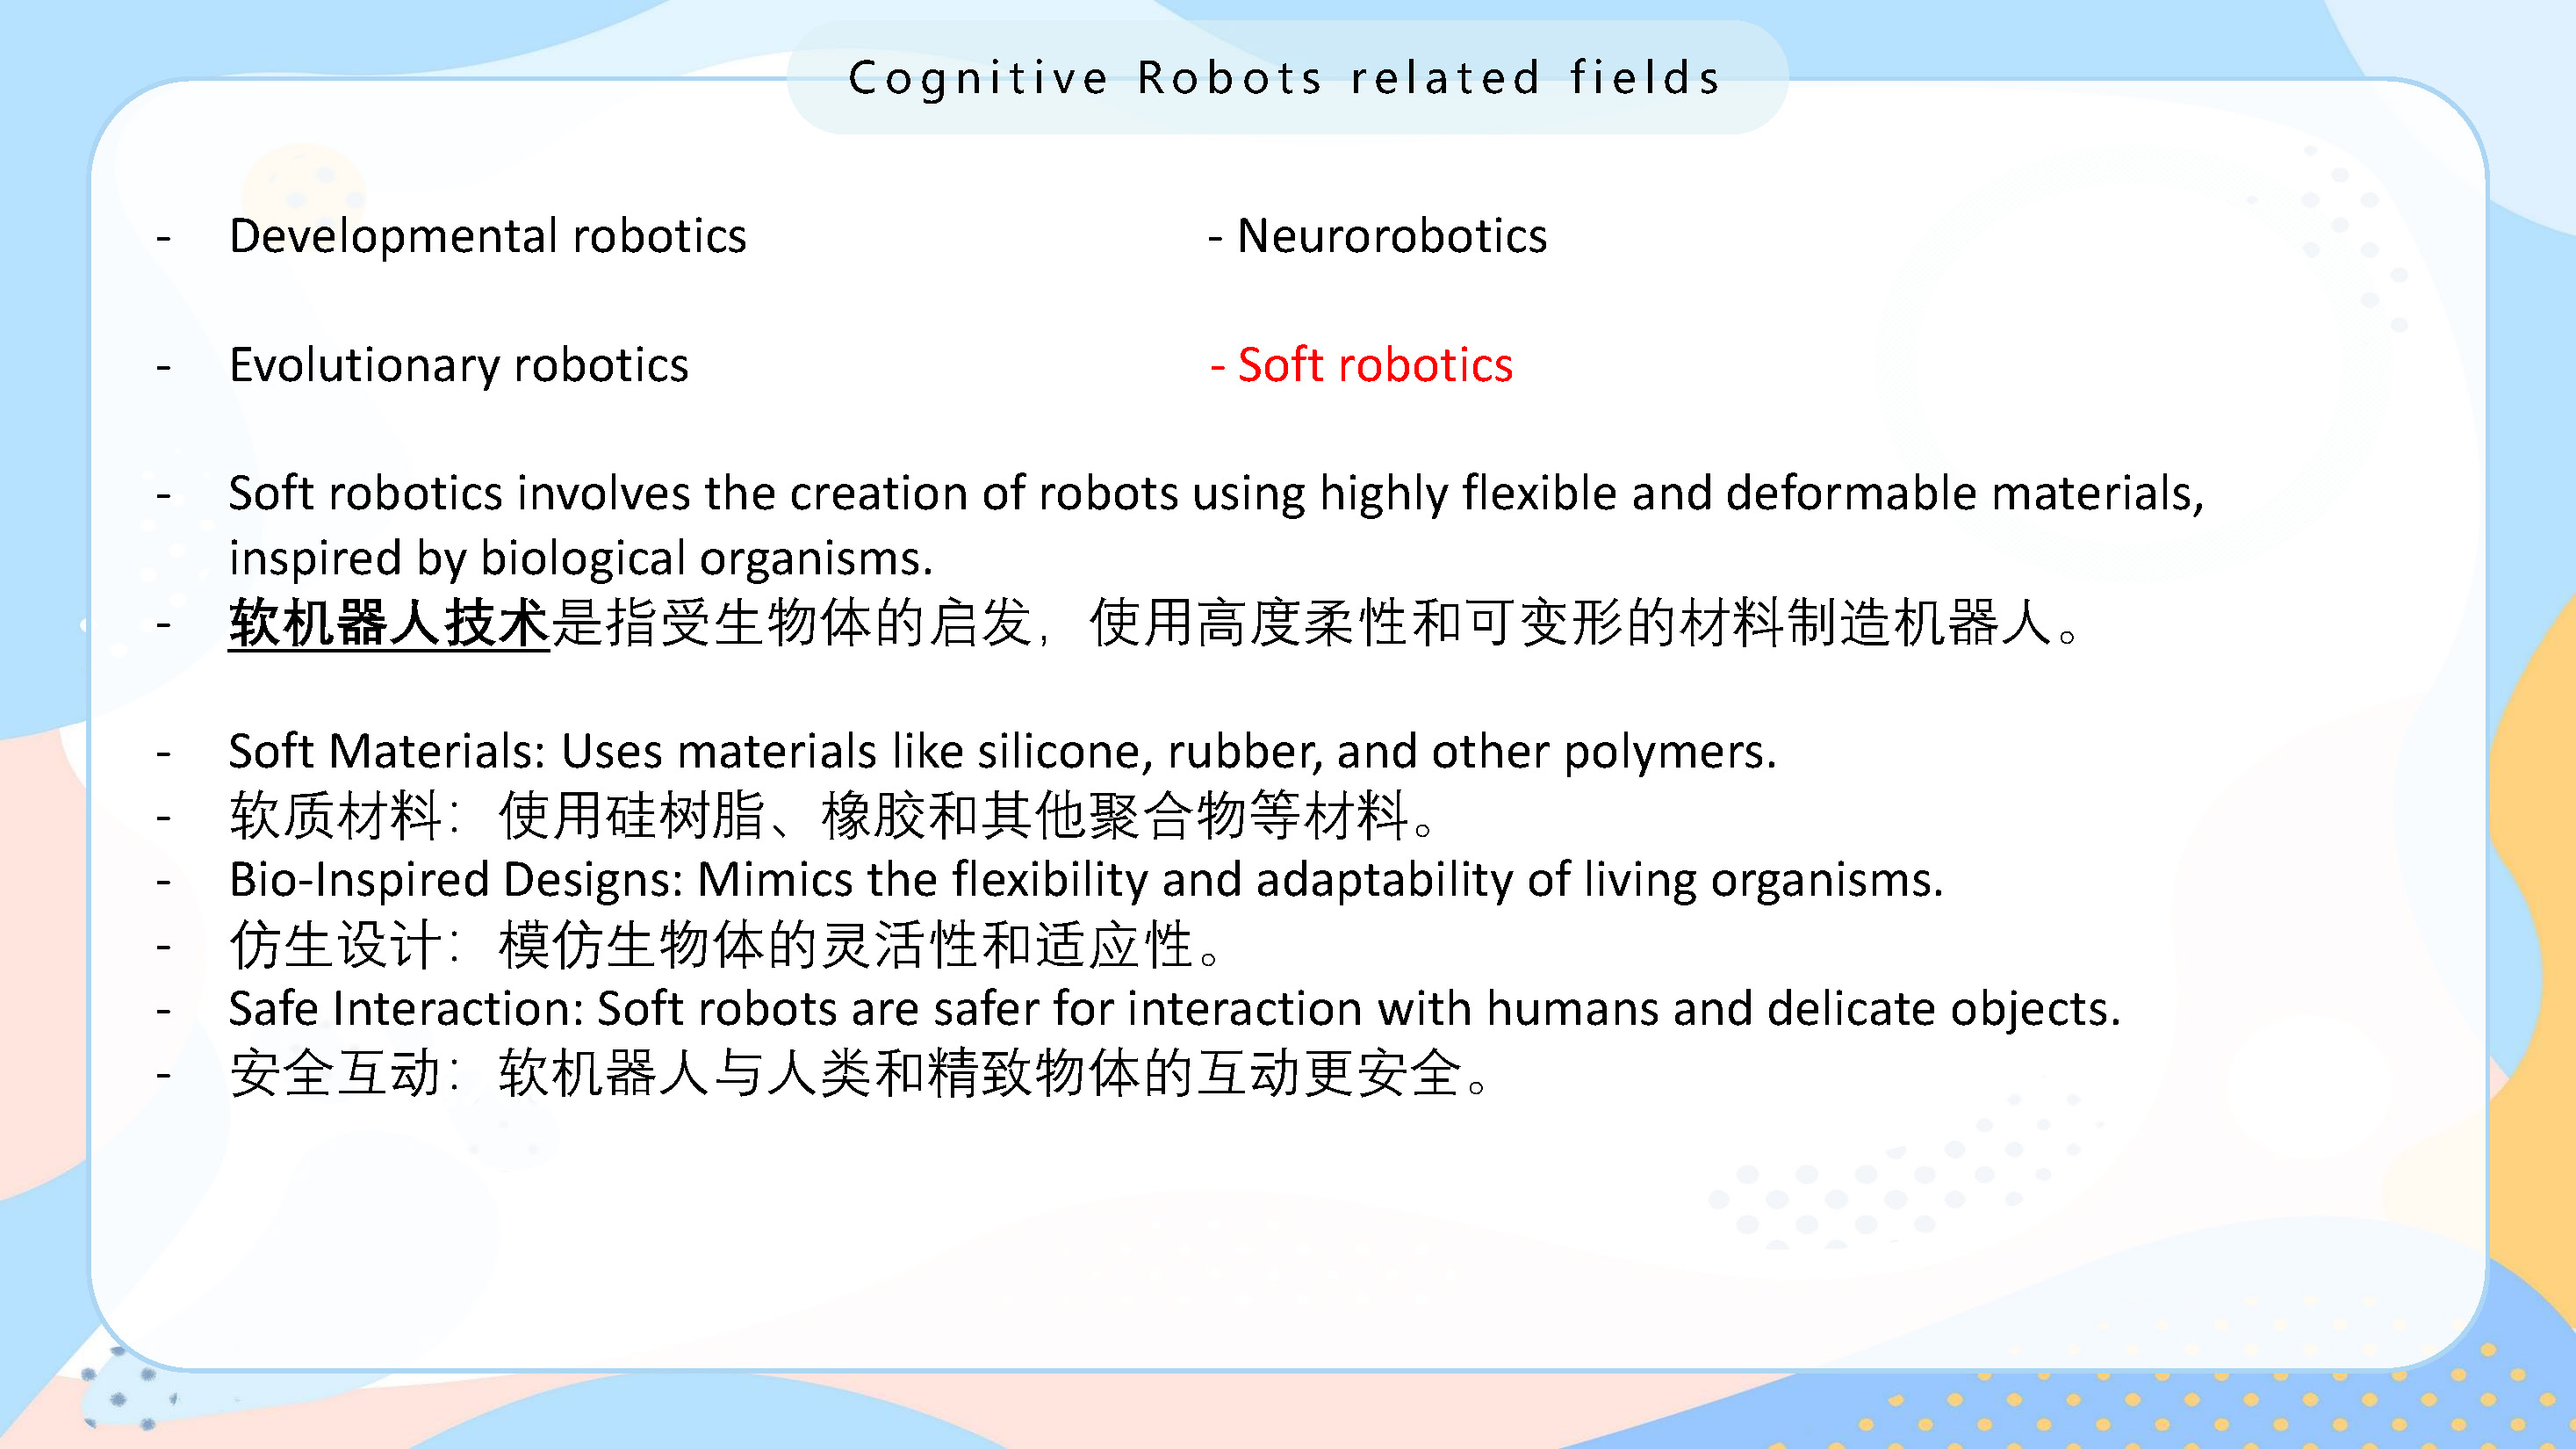 Cognitive Robots related fields
- Developmental robotics - Neurorobotics
- Evolutionary robotics - Soft robotics
- Soft robotics involves the creation of robots using highly flexible and deformable materials,
inspired by biological organisms.
- 软机器人技术是指受生物体的启发，使用高度柔性和可变形的材料制造机器人。
- Soft Materials: Uses materials like silicone, rubber, and other polymers.
- 软质材料：使用硅树脂、橡胶和其他聚合物等材料。
- Bio-Inspired Designs: Mimics the flexibility and adaptability of living organisms.
- 仿生设计：模仿生物体的灵活性和适应性。
- Safe Interaction: Soft robots are safer for interaction with humans and delicate objects.
- 安全互动：软机器人与人类和精致物体的互动更安全。